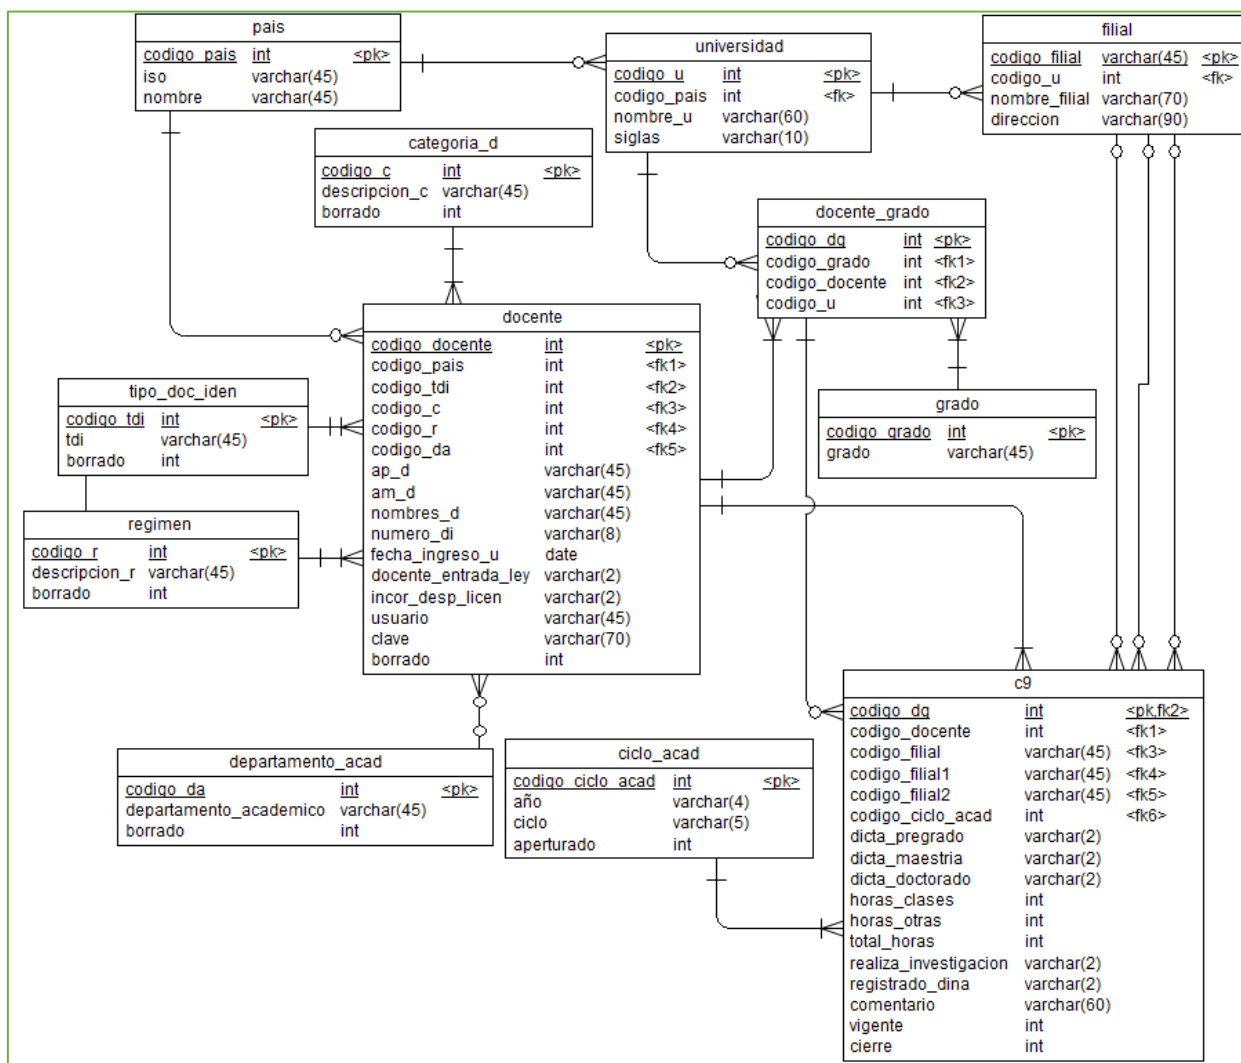 pais
codigo_pais int <pk>
iso varchar(45)
nombre varchar(45)
universidad
codigo_u int <pk>
codigo_pais int <fk>
nombre_u varchar(60)
siglas varchar(10)
filial
codigo_filial varchar(45) <pk>
codigo_u int <fk>
nombre_filial varchar(70)
direccion varchar(90)
categoria_d
codigo_c int <pk>
descripcion_c varchar(45)
borrado int
docente_grado
codigo_dg int <pk>
codigo_grado int <fk1>
codigo_docente int <fk2>
codigo_u int <fk3>
docente
codigo_docente int <pk>
codigo_pais int <fk1>
codigo_tdi int <fk2>
codigo_c int <fk3>
codigo_r int <fk4>
codigo_da int <fk5>
ap_d varchar(45)
am_d varchar(45)
nombres_d varchar(45)
numero_di varchar(8)
fecha_ingreso_u date
docente_entrada_ley varchar(2)
incor_desp_licen varchar(2)
usuario varchar(45)
clave varchar(70)
borrado int
tipo_doc_iden
codigo_tdi int <pk>
tdi varchar(45)
borrado int
grado
codigo_grado int <pk>
grado varchar(45)
regimen
codigo_r int <pk>
descripcion_r varchar(45)
borrado int
departamento_acad
codigo_da int <pk>
departamento_academico varchar(45)
borrado int
ciclo_acad
codigo_ciclo_acad int <pk>
año varchar(4)
ciclo varchar(5)
aperturado int
c9
codigo_dg int <pk,fk2>
codigo_docente int <fk1>
codigo_filial varchar(45) <fk3>
codigo_filial1 varchar(45) <fk4>
codigo_filial2 varchar(45) <fk5>
codigo_ciclo_acad int <fk6>
dicta_pregrado varchar(2)
dicta_maestria varchar(2)
dicta_doctorado varchar(2)
horas_clases int
horas_otras int
total_horas int
realiza_investigacion varchar(2)
registrado_dina varchar(2)
comentario varchar(60)
vigente int
cierre int